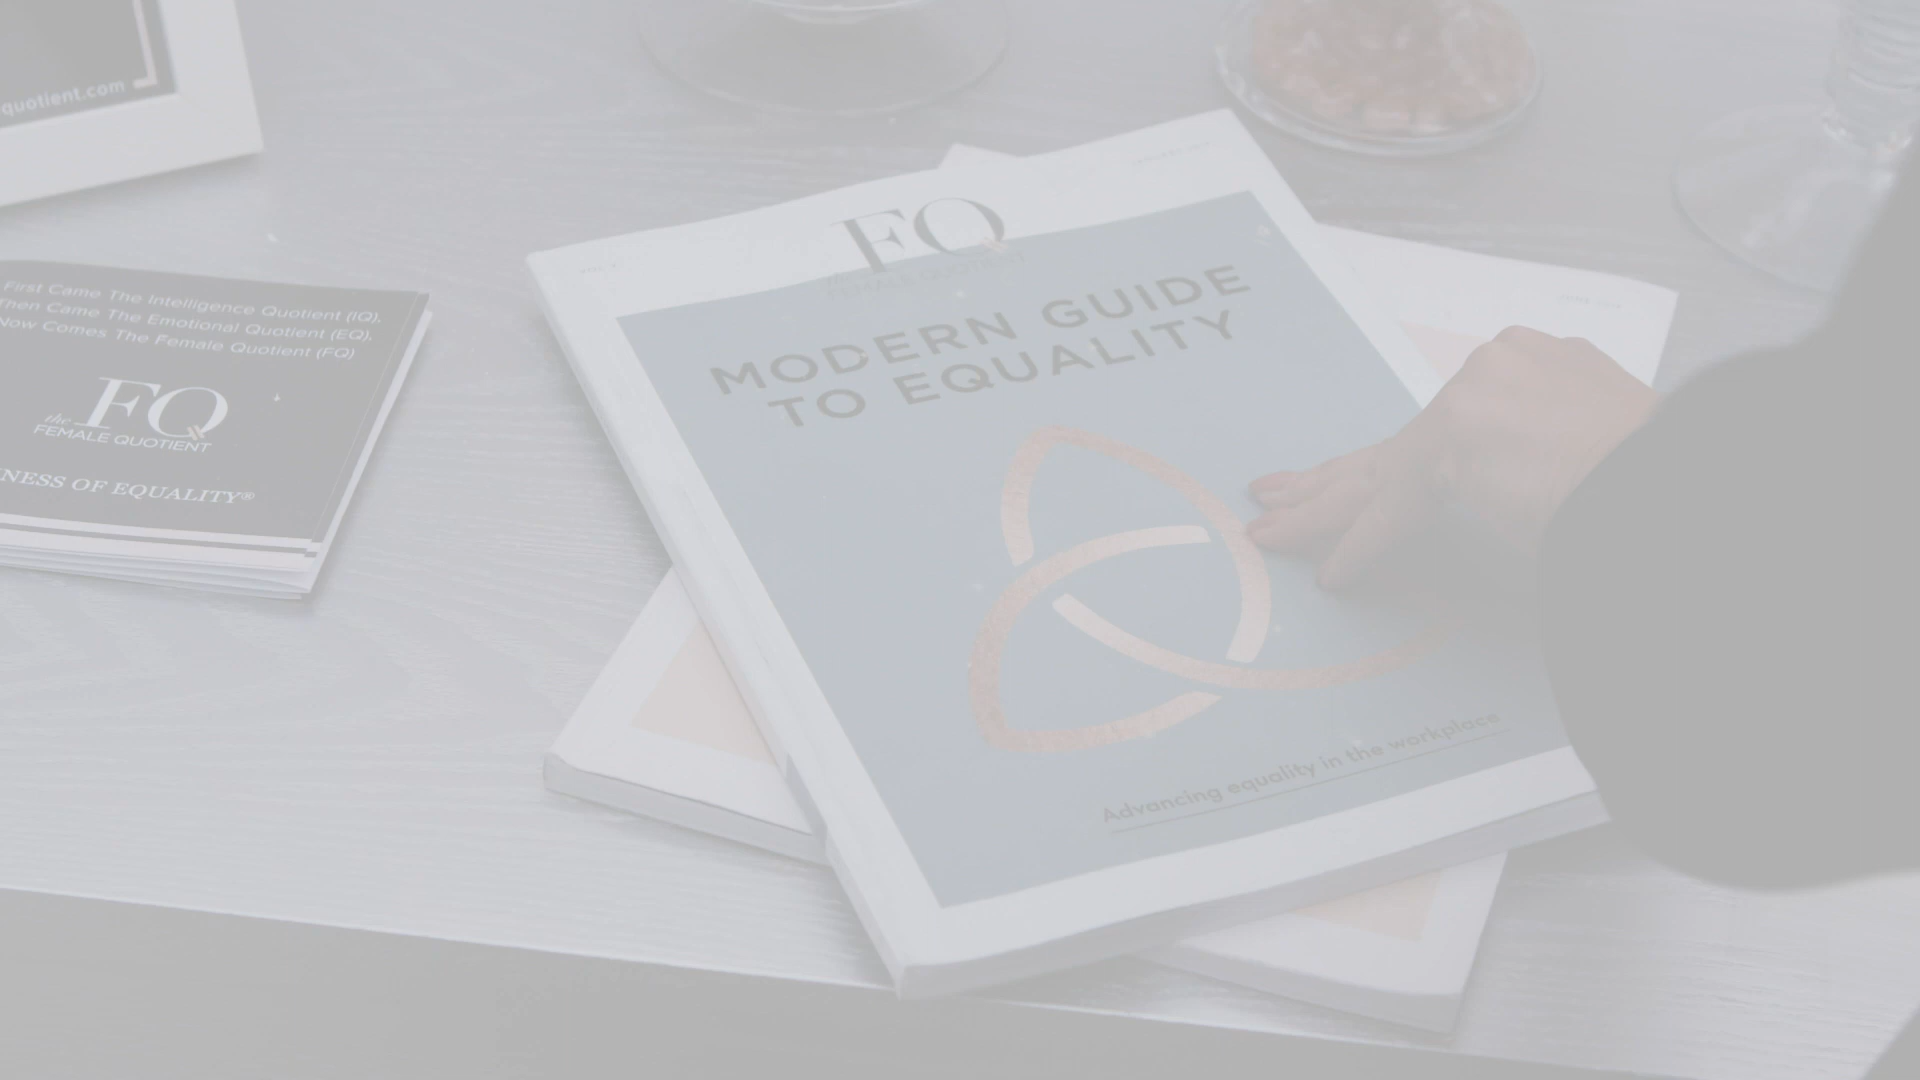 quotient.com
First Came The Intelligence Quotient (IQ),
Then Came The Emotional Quotient (EQ),
Now Comes The Female Quotient (FQ)
the FQ
FEMALE QUOTIENT
NESS OF EQUALITY®
FQ
the
FEMALE QUOTIENT
MODERN GUIDE
TO EQUALITY
Advancing equality in the workplace